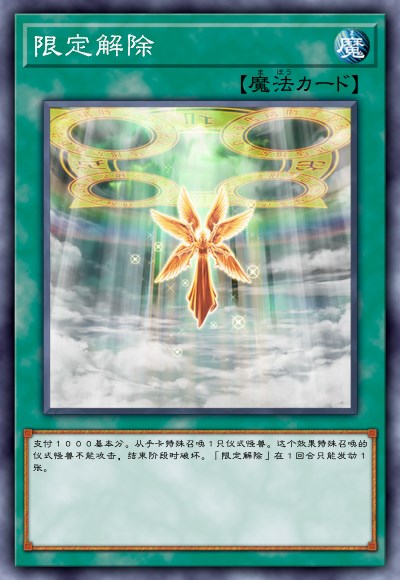 限定解除
魔
【魔法カード】
ま ほう
支付１０００基本分。从手卡特殊召唤１只仪式怪兽。这个效果特殊召唤的
仪式怪兽不能攻击，结束阶段时破坏。「限定解除」在１回合只能发动１
张。